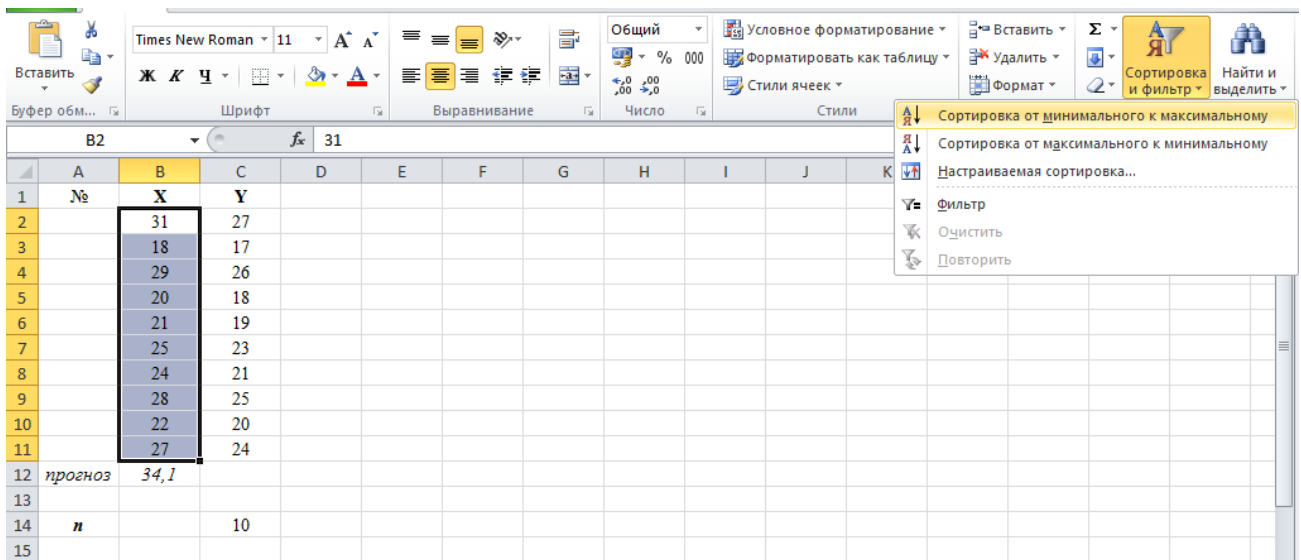 Вставить
Буфер обм...
Times New Roman 11 A A
Ж К Ч А
Шрифт
Выравнивание
Общий
% 000
,0 ,00
,00 ,0
Число
Условное форматирование
Форматировать как таблицу
Стили ячеек
Стили
Вставить
Удалить
Формат
Σ
Сортировка и фильтр
Найти и выделить
Сортировка от минимального к максимальному
Сортировка от максимального к минимальному
Настраиваемая сортировка...
Фильтр
Очистить
Повторить
B2 fx 31
A B C D E F G H I J K
1 № X Y
2 31 27
3 18 17
4 29 26
5 20 18
6 21 19
7 25 23
8 24 21
9 28 25
10 22 20
11 27 24
12 прогноз 34,1
13
14 n 10
15